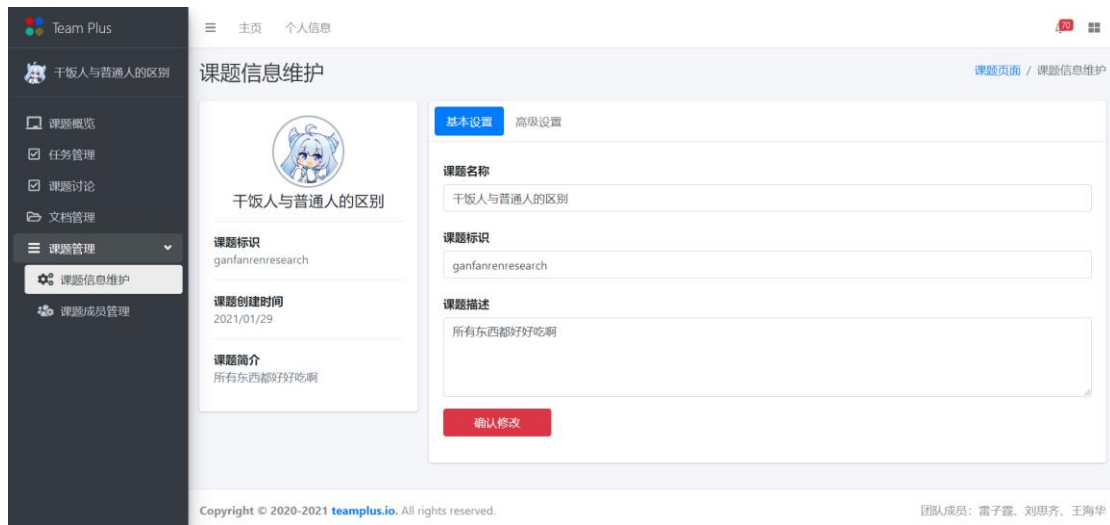 Team Plus
主页 个人信息
70
干饭人与普通人的区别
课题信息维护
课题页面 / 课题信息维护
课题概览
任务管理
课题讨论
文档管理
课题管理
课题信息维护
课题成员管理
干饭人与普通人的区别
课题标识
ganfanrenresearch
课题创建时间
2021/01/29
课题简介
所有东西都好好吃啊
基本设置 高级设置
课题名称
干饭人与普通人的区别
课题标识
ganfanrenresearch
课题描述
所有东西都好好吃啊
确认修改
Copyright © 2020-2021 teamplus.io. All rights reserved.
团队成员：雷子霆、刘思齐、王海华